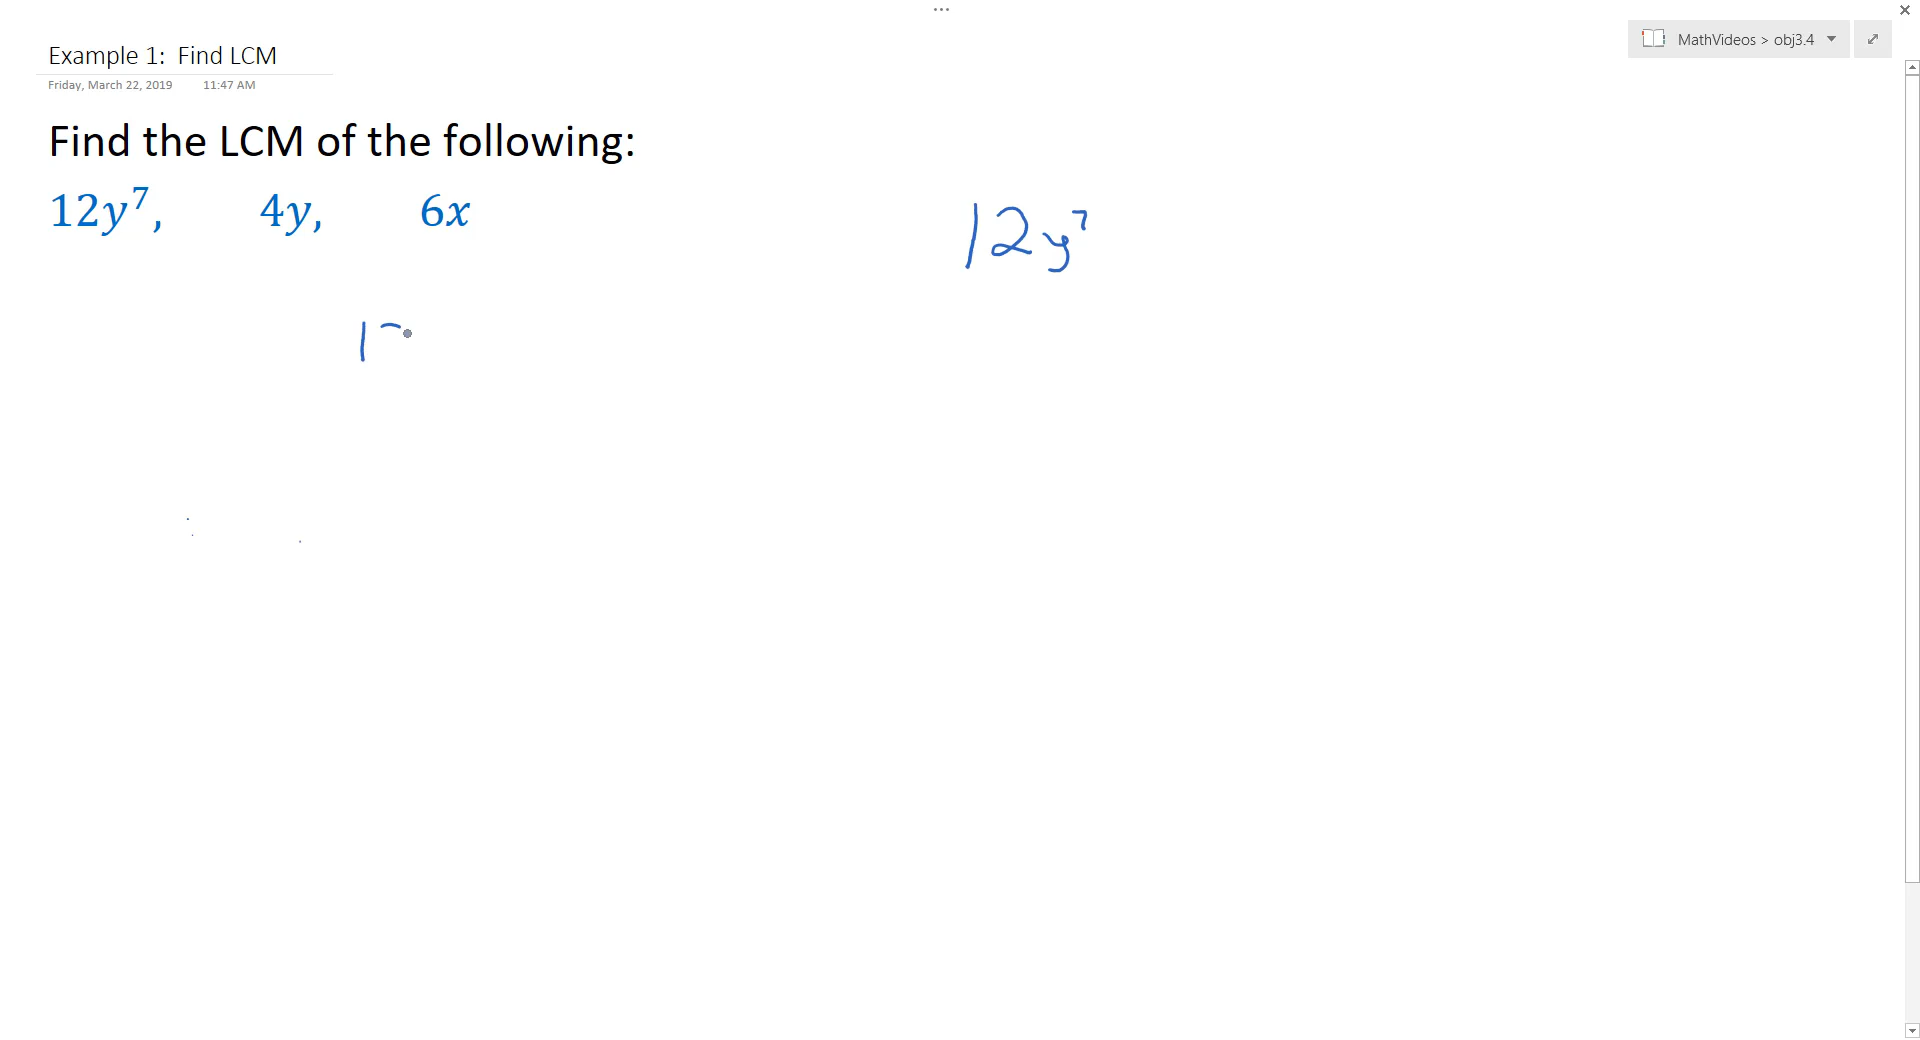 ...
Example 1:  Find LCM
MathVideos > obj3.4
Friday, March 22, 2019 11:47 AM
Find the LCM of the following:
12y⁷, 4y, 6x
12y⁷